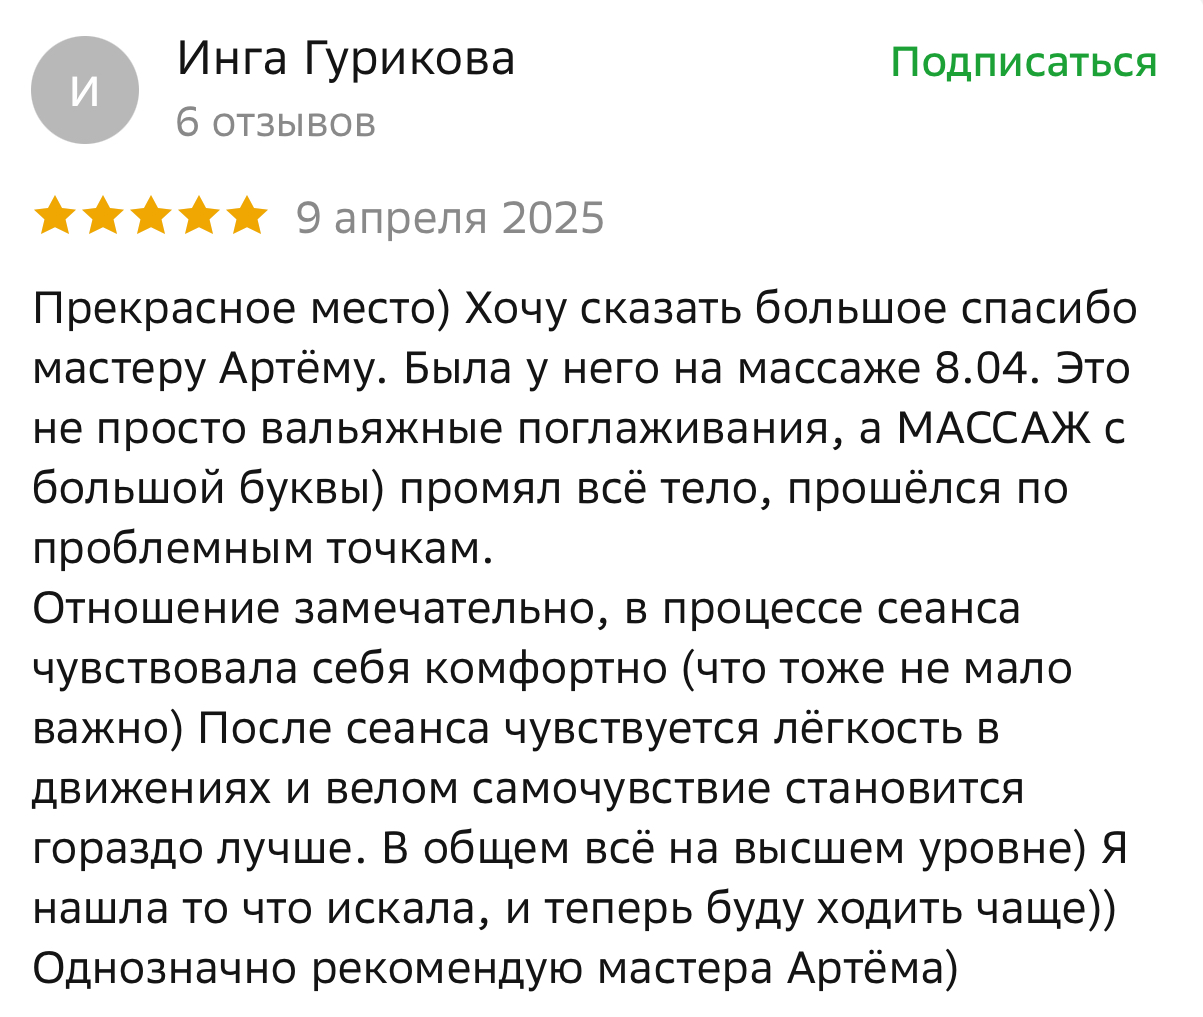 И
Инга Гурикова
Подписаться
6 отзывов
9 апреля 2025
Прекрасное место) Хочу сказать большое спасибо
мастеру Артёму. Была у него на массаже 8.04. Это
не просто вальяжные поглаживания, а МАССАЖ с
большой буквы) промял всё тело, прошёлся по
проблемным точкам.
Отношение замечательно, в процессе сеанса
чувствовала себя комфортно (что тоже не мало
важно) После сеанса чувствуется лёгкость в
движениях и велом самочувствие становится
гораздо лучше. В общем всё на высшем уровне) Я
нашла то что искала, и теперь буду ходить чаще))
Однозначно рекомендую мастера Артёма)